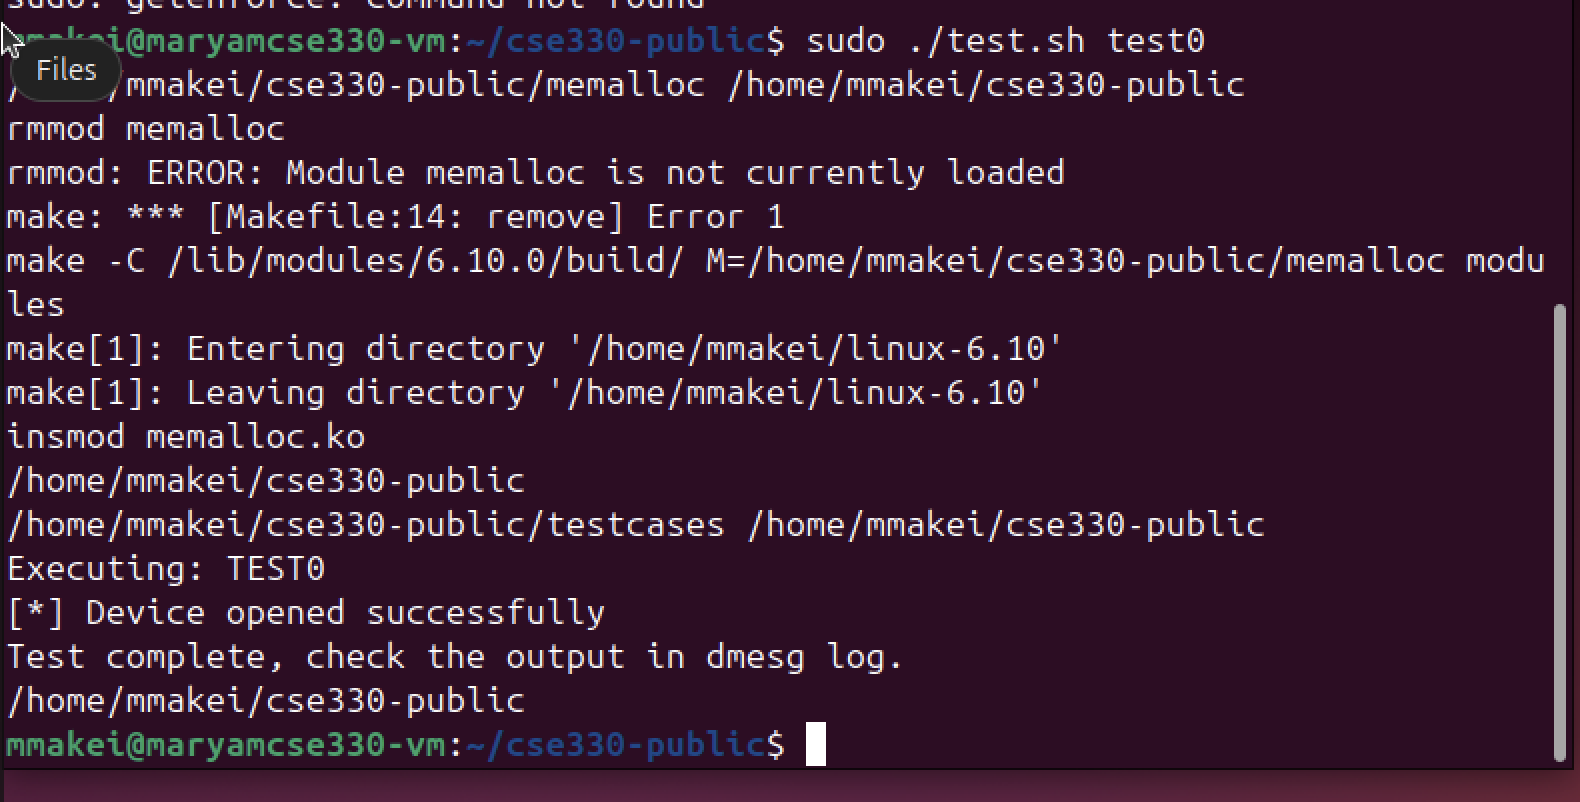 sudo: getenforce: command not found
mmakei@maryamcse330-vm:~/cse330-public$ sudo ./test.sh test0
Files
/mmakei/cse330-public/memalloc /home/mmakei/cse330-public
rmmod memalloc
rmmod: ERROR: Module memalloc is not currently loaded
make: *** [Makefile:14: remove] Error 1
make -C /lib/modules/6.10.0/build/ M=/home/mmakei/cse330-public/memalloc modu
les
make[1]: Entering directory '/home/mmakei/linux-6.10'
make[1]: Leaving directory '/home/mmakei/linux-6.10'
insmod memalloc.ko
/home/mmakei/cse330-public
/home/mmakei/cse330-public/testcases /home/mmakei/cse330-public
Executing: TEST0
[*] Device opened successfully
Test complete, check the output in dmesg log.
/home/mmakei/cse330-public
mmakei@maryamcse330-vm:~/cse330-public$